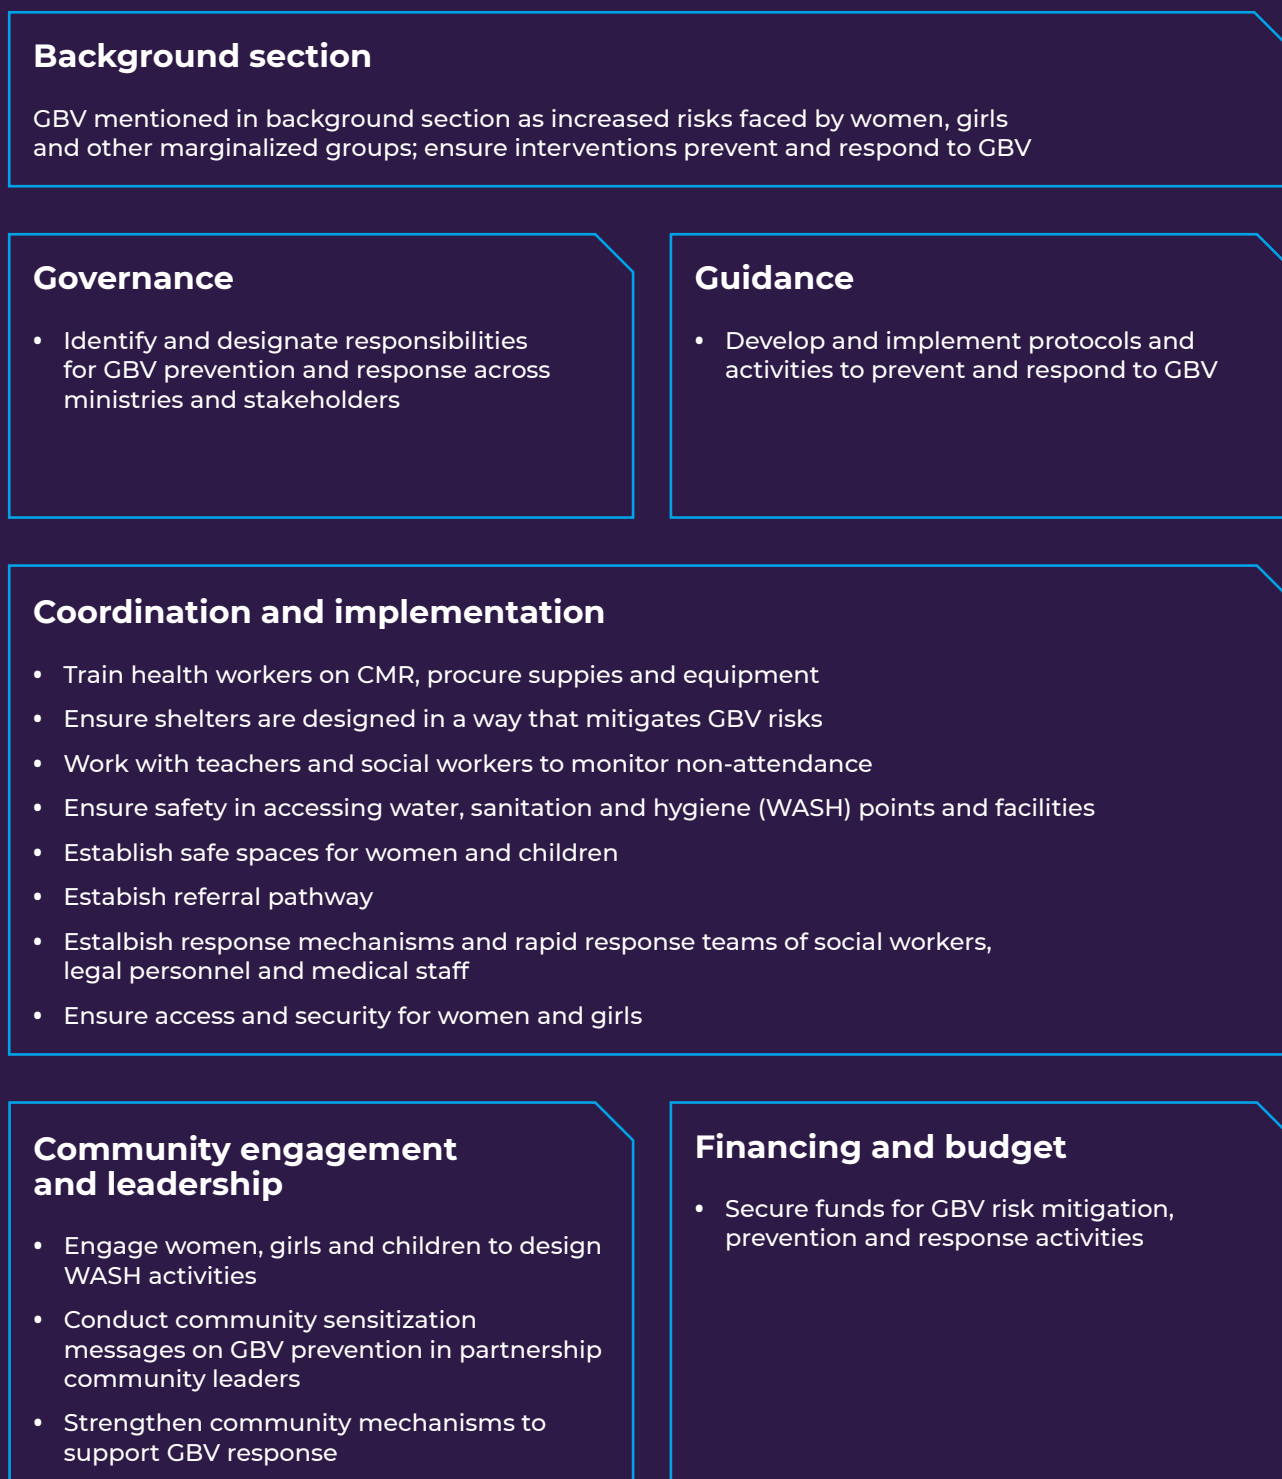 Background section
GBV mentioned in background section as increased risks faced by women, girls
and other marginalized groups; ensure interventions prevent and respond to GBV
Governance
• Identify and designate responsibilities
for GBV prevention and response across
ministries and stakeholders
Guidance
• Develop and implement protocols and
activities to prevent and respond to GBV
Coordination and implementation
• Train health workers on CMR, procure suppies and equipment
• Ensure shelters are designed in a way that mitigates GBV risks
• Work with teachers and social workers to monitor non-attendance
• Ensure safety in accessing water, sanitation and hygiene (WASH) points and facilities
• Establish safe spaces for women and children
• Estabish referral pathway
• Estalbish response mechanisms and rapid response teams of social workers,
legal personnel and medical staff
• Ensure access and security for women and girls
Community engagement
and leadership
• Engage women, girls and children to design
WASH activities
• Conduct community sensitization
messages on GBV prevention in partnership
community leaders
• Strengthen community mechanisms to
support GBV response
Financing and budget
• Secure funds for GBV risk mitigation,
prevention and response activities